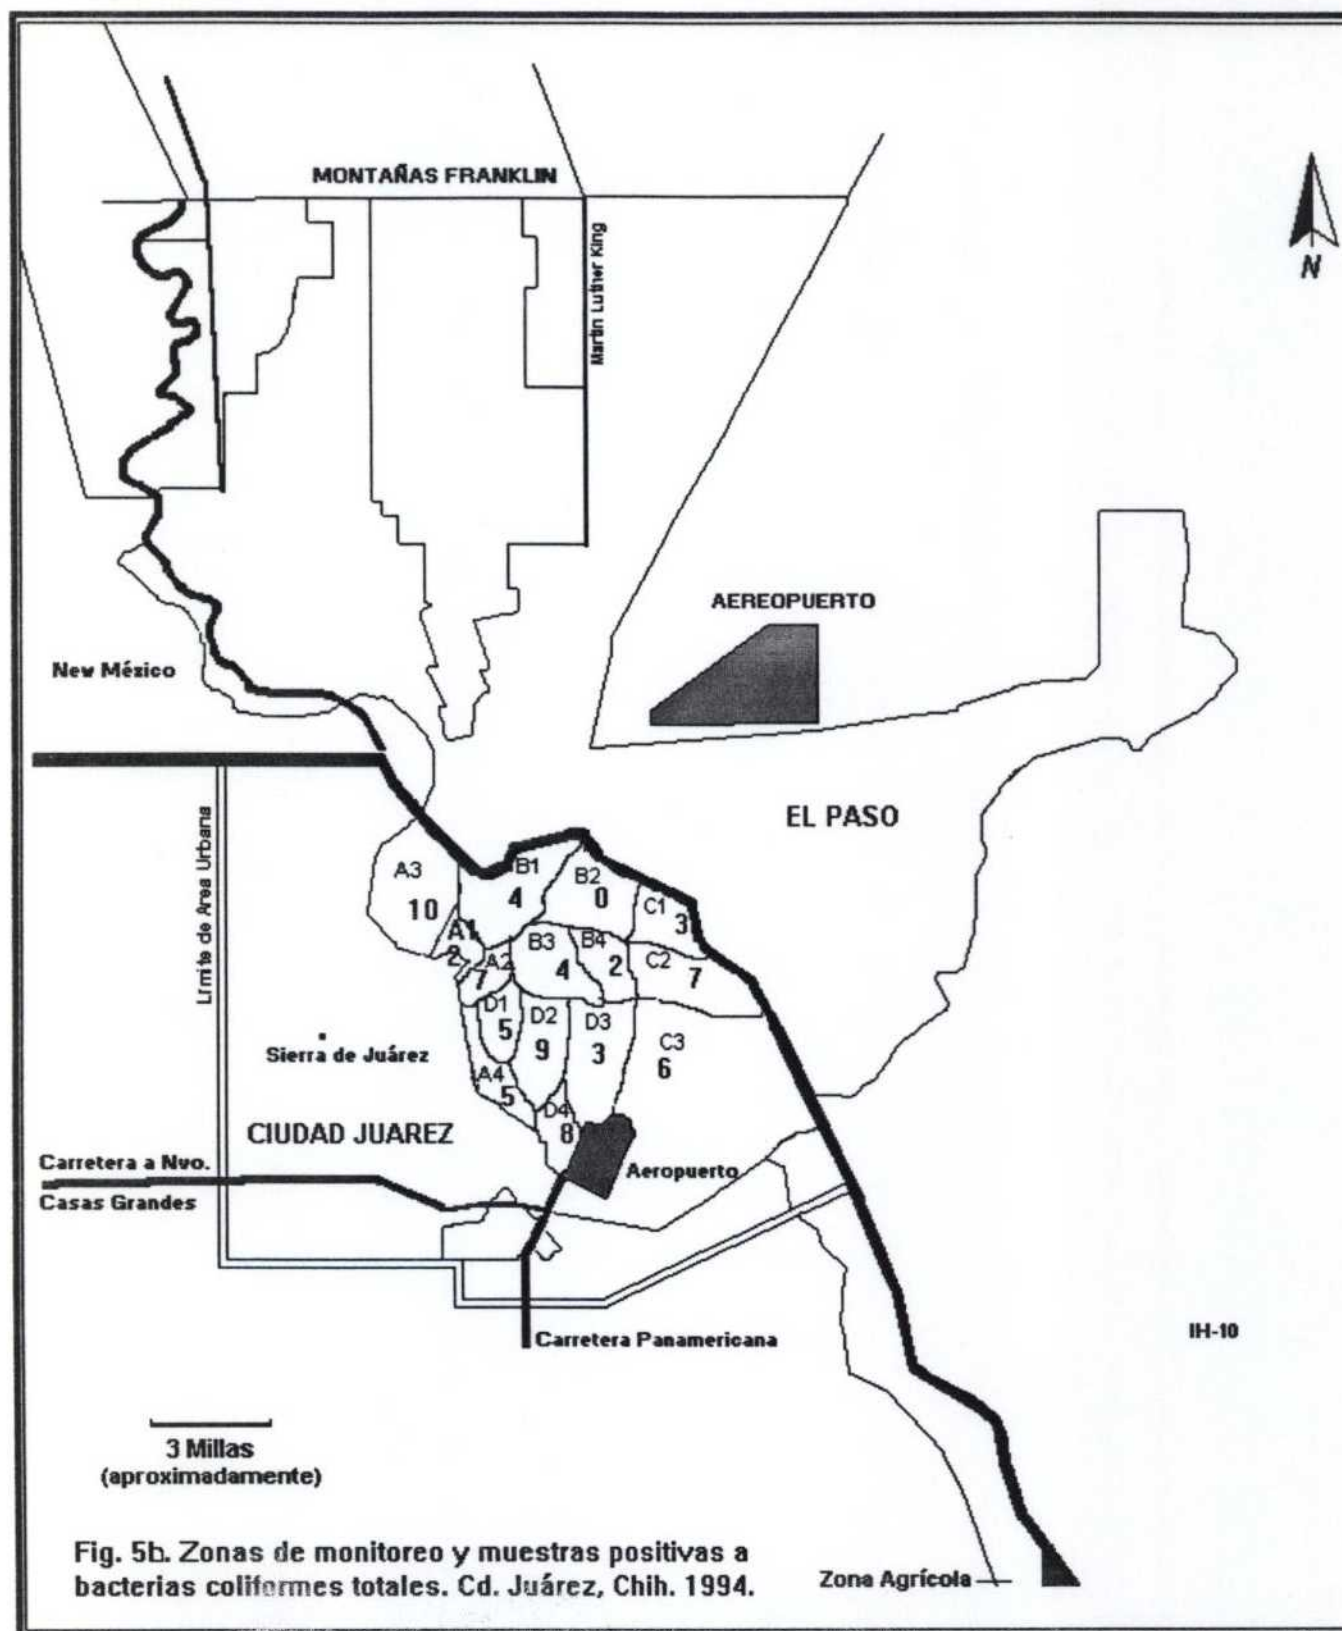 MONTAÑAS FRANKLIN
Martin Luther King
N
AEREOPUERTO
New México
EL PASO
Límite de Area Urbana
A3
10
B1
4
B2
0
C1
3
A1
2
A2
7
B3
4
B4
2
C2
7
D1
5
D2
9
D3
3
C3
6
A4
5
D4
8
Sierra de Juárez
CIUDAD JUAREZ
Carretera a Nvo.
Casas Grandes
Aeropuerto
Carretera Panamericana
IH-10
3 Millas
(aproximadamente)
Fig. 5b. Zonas de monitoreo y muestras positivas a
bacterias coliformes totales. Cd. Juárez, Chih. 1994.
Zona Agrícola